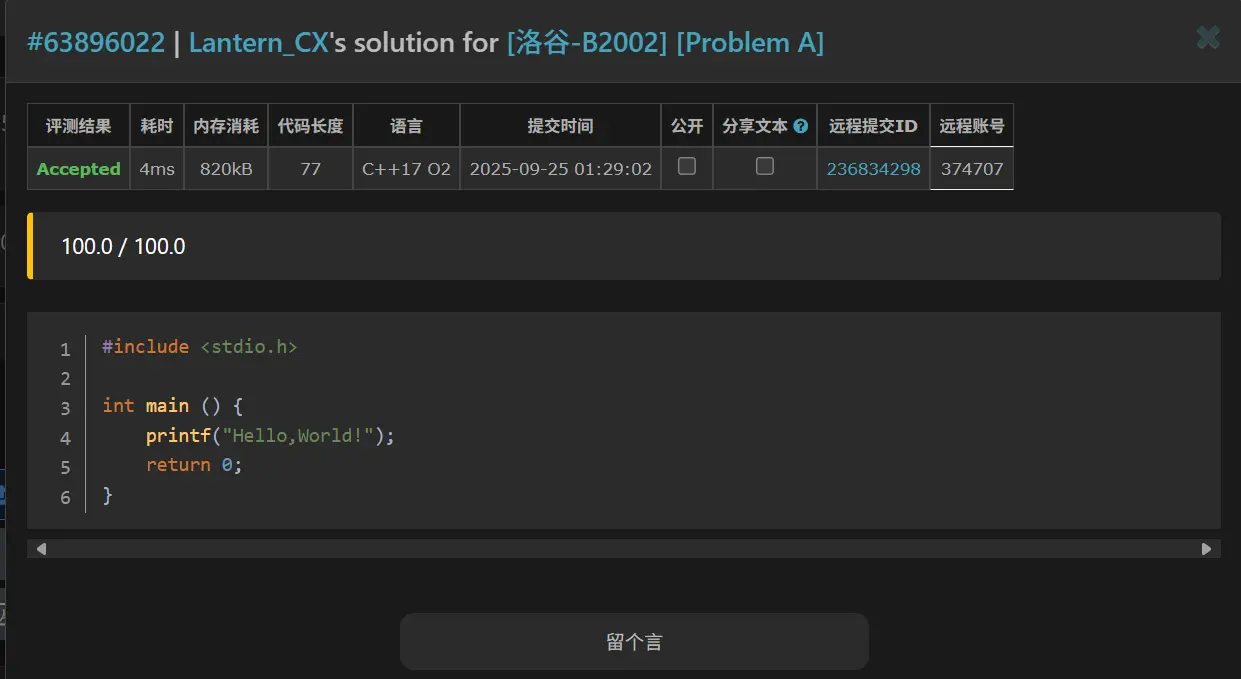 #63896022 | Lantern_CX's solution for [洛谷-B2002] [Problem A]
评测结果 耗时 内存消耗 代码长度 语言 提交时间 公开 分享文本 远程提交ID 远程账号
Accepted 4ms 820kB 77 C++17 O2 2025-09-25 01:29:02 236834298 374707
100.0 / 100.0
1 #include <stdio.h>
2
3 int main () {
4     printf("Hello,World!");
5     return 0;
6 }
留个言